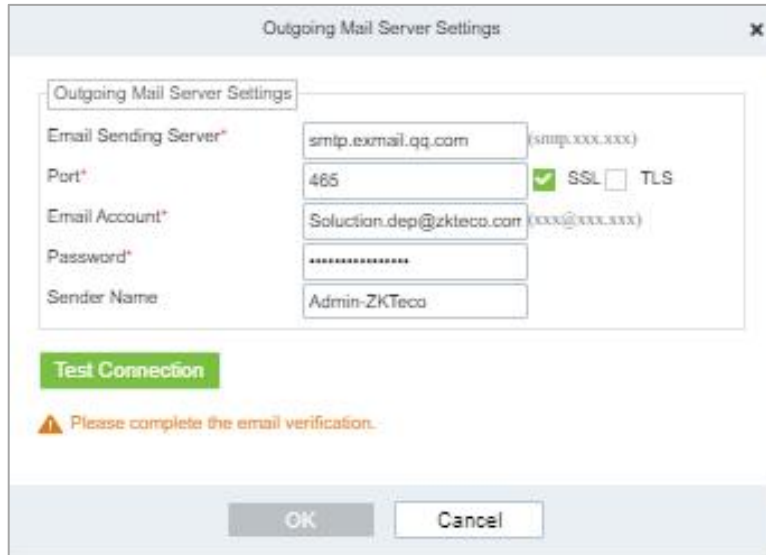 Outgoing Mail Server Settings
Outgoing Mail Server Settings
Email Sending Server* smtp.exmail.qq.com (smtp.xxx.xxx)
Port* 465 SSL TLS
Email Account* Soluction.dep@zkteco.com (xxx@xxx.xxx)
Password* ••••••••••••••••
Sender Name Admin-ZKTeco
Test Connection
Please complete the email verification.
OK Cancel